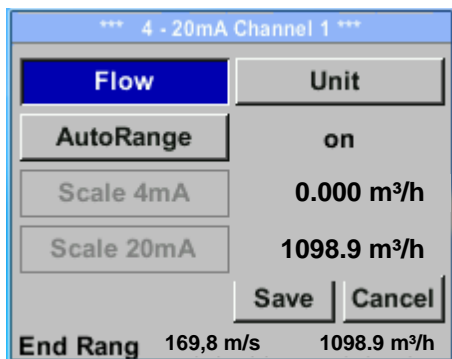 *** 4 - 20mA Channel 1 ***
Flow Unit
AutoRange on
Scale 4mA 0.000 m³/h
Scale 20mA 1098.9 m³/h
Save Cancel
End Rang 169,8 m/s 1098.9 m³/h